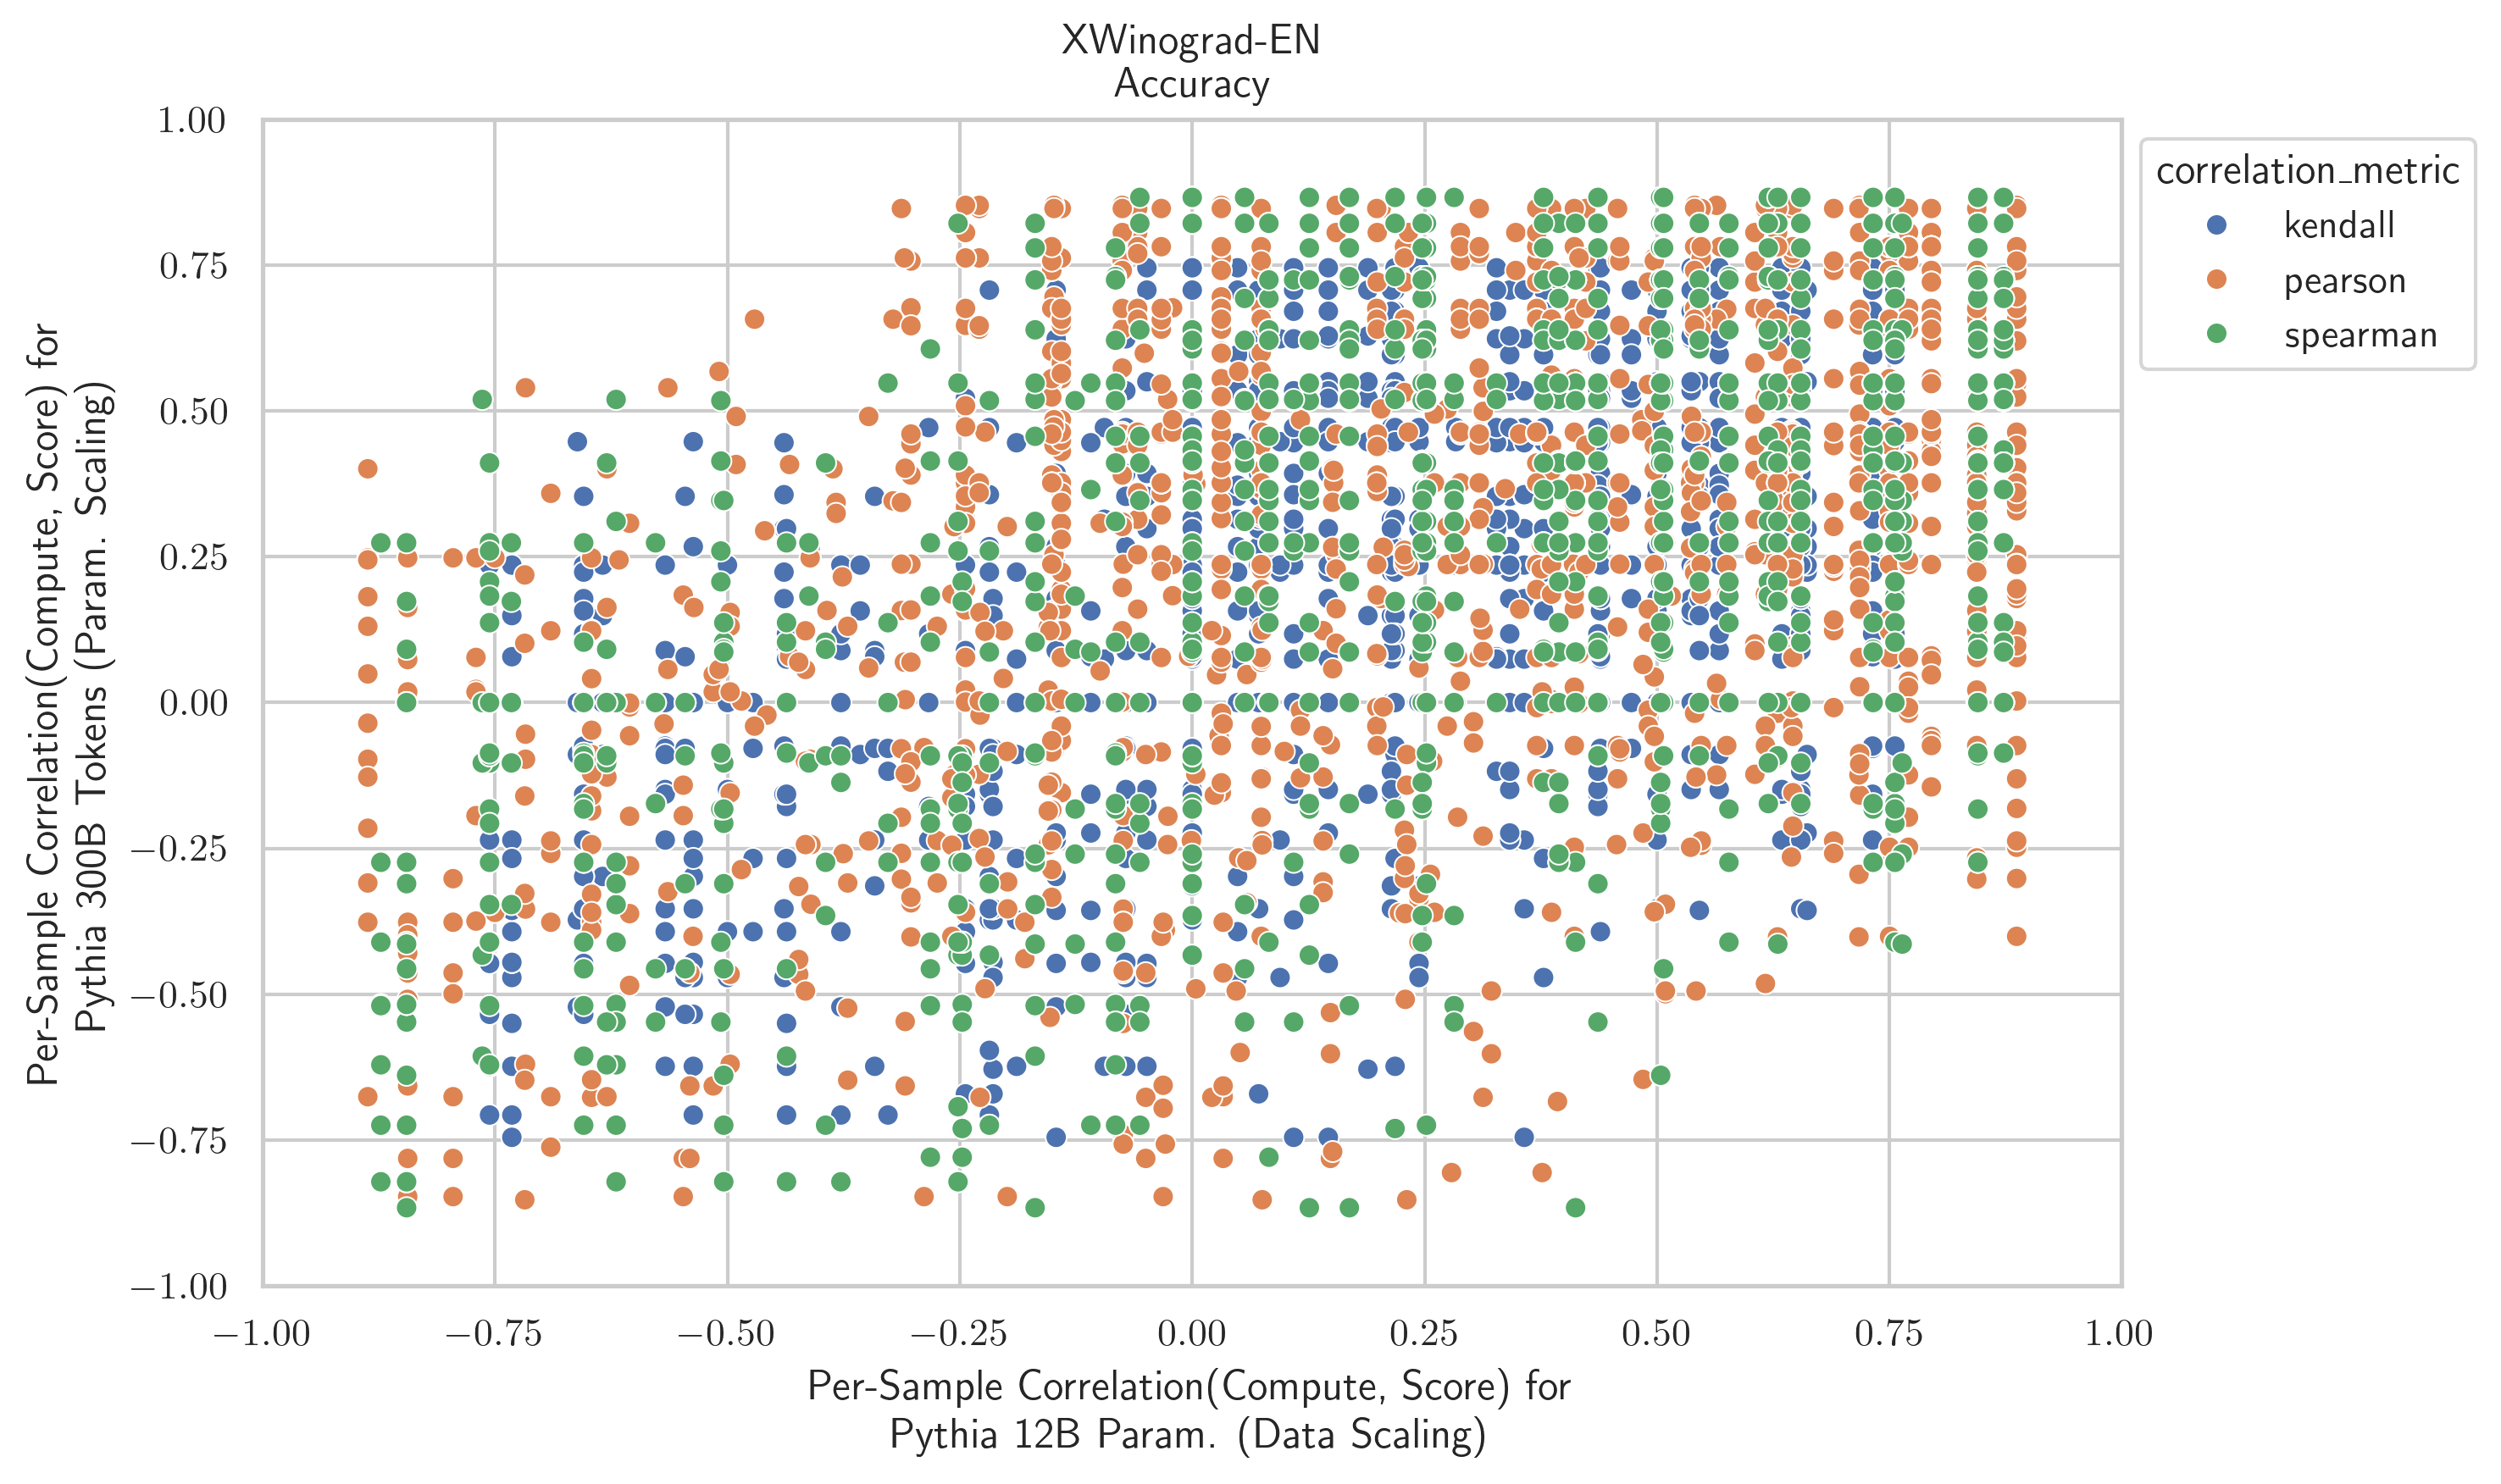 XWinograd-EN
Accuracy
Per-Sample Correlation(Compute, Score) for
Pythia 300B Tokens (Param. Scaling)
1.00
0.75
0.50
0.25
0.00
−0.25
−0.50
−0.75
−1.00
−1.00 −0.75 −0.50 −0.25 0.00 0.25 0.50 0.75 1.00
Per-Sample Correlation(Compute, Score) for
Pythia 12B Param. (Data Scaling)
correlation_metric
kendall
pearson
spearman